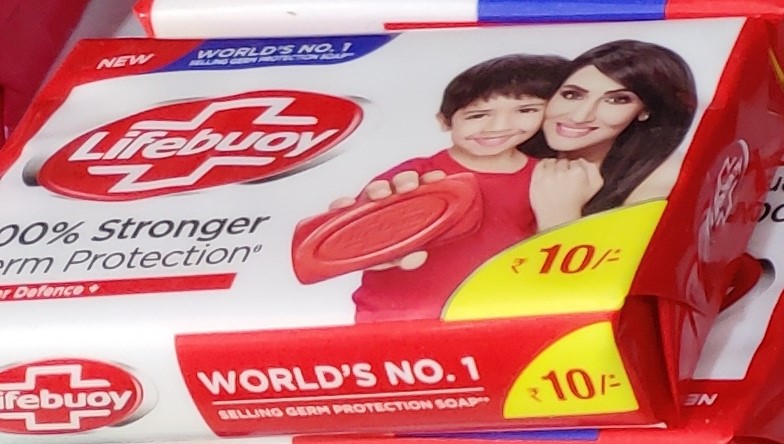 NEW
WORLD'S NO. 1
SELLING GERM PROTECTION SOAP
Lifebuoy
00% Stronger
erm Protection
r Defence +
₹ 10/-
ifebuoy
WORLD'S NO. 1
SELLING GERM PROTECTION SOAP
₹ 10/-